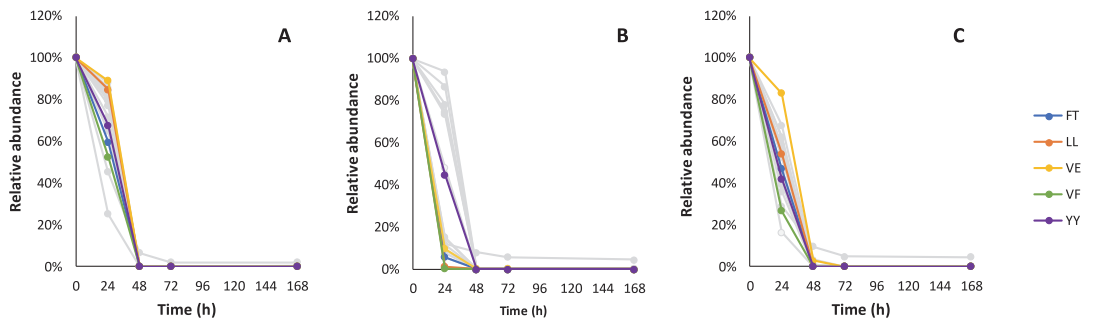 A
Relative abundance
120%
100%
80%
60%
40%
20%
0%
0 24 48 72 96 120 144 168
Time (h)
B
Relative abundance
120%
100%
80%
60%
40%
20%
0%
0 24 48 72 96 120 144 168
Time (h)
C
Relative abundance
120%
100%
80%
60%
40%
20%
0%
0 24 48 72 96 120 144 168
Time (h)
FT
LL
VE
VF
YY